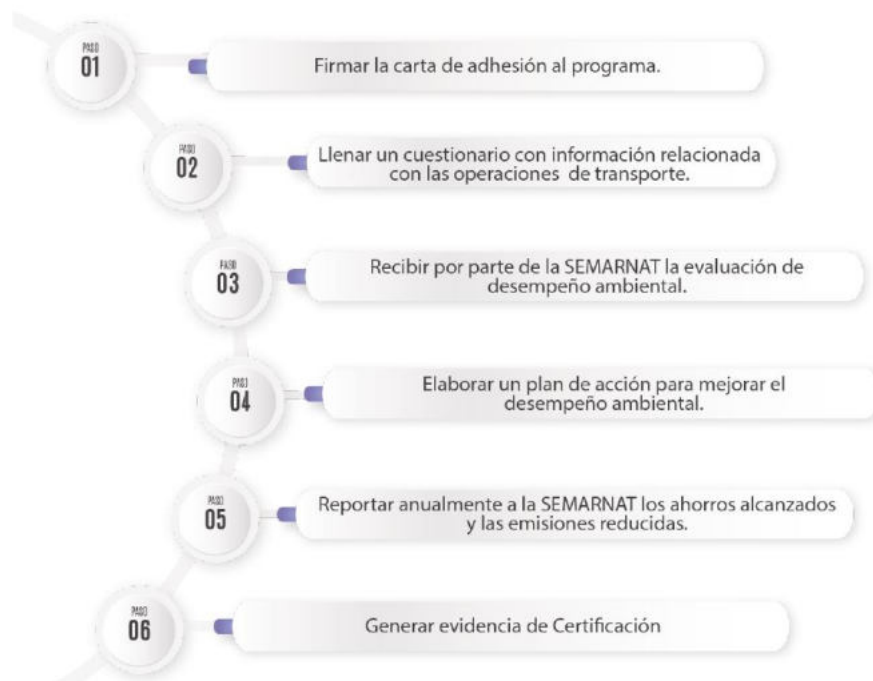 PASO
01
Firmar la carta de adhesión al programa.
PASO
02
Llenar un cuestionario con información relacionada
con las operaciones de transporte.
PASO
03
Recibir por parte de la SEMARNAT la evaluación de
desempeño ambiental.
PASO
04
Elaborar un plan de acción para mejorar el
desempeño ambiental.
PASO
05
Reportar anualmente a la SEMARNAT los ahorros alcanzados
y las emisiones reducidas.
PASO
06
Generar evidencia de Certificación